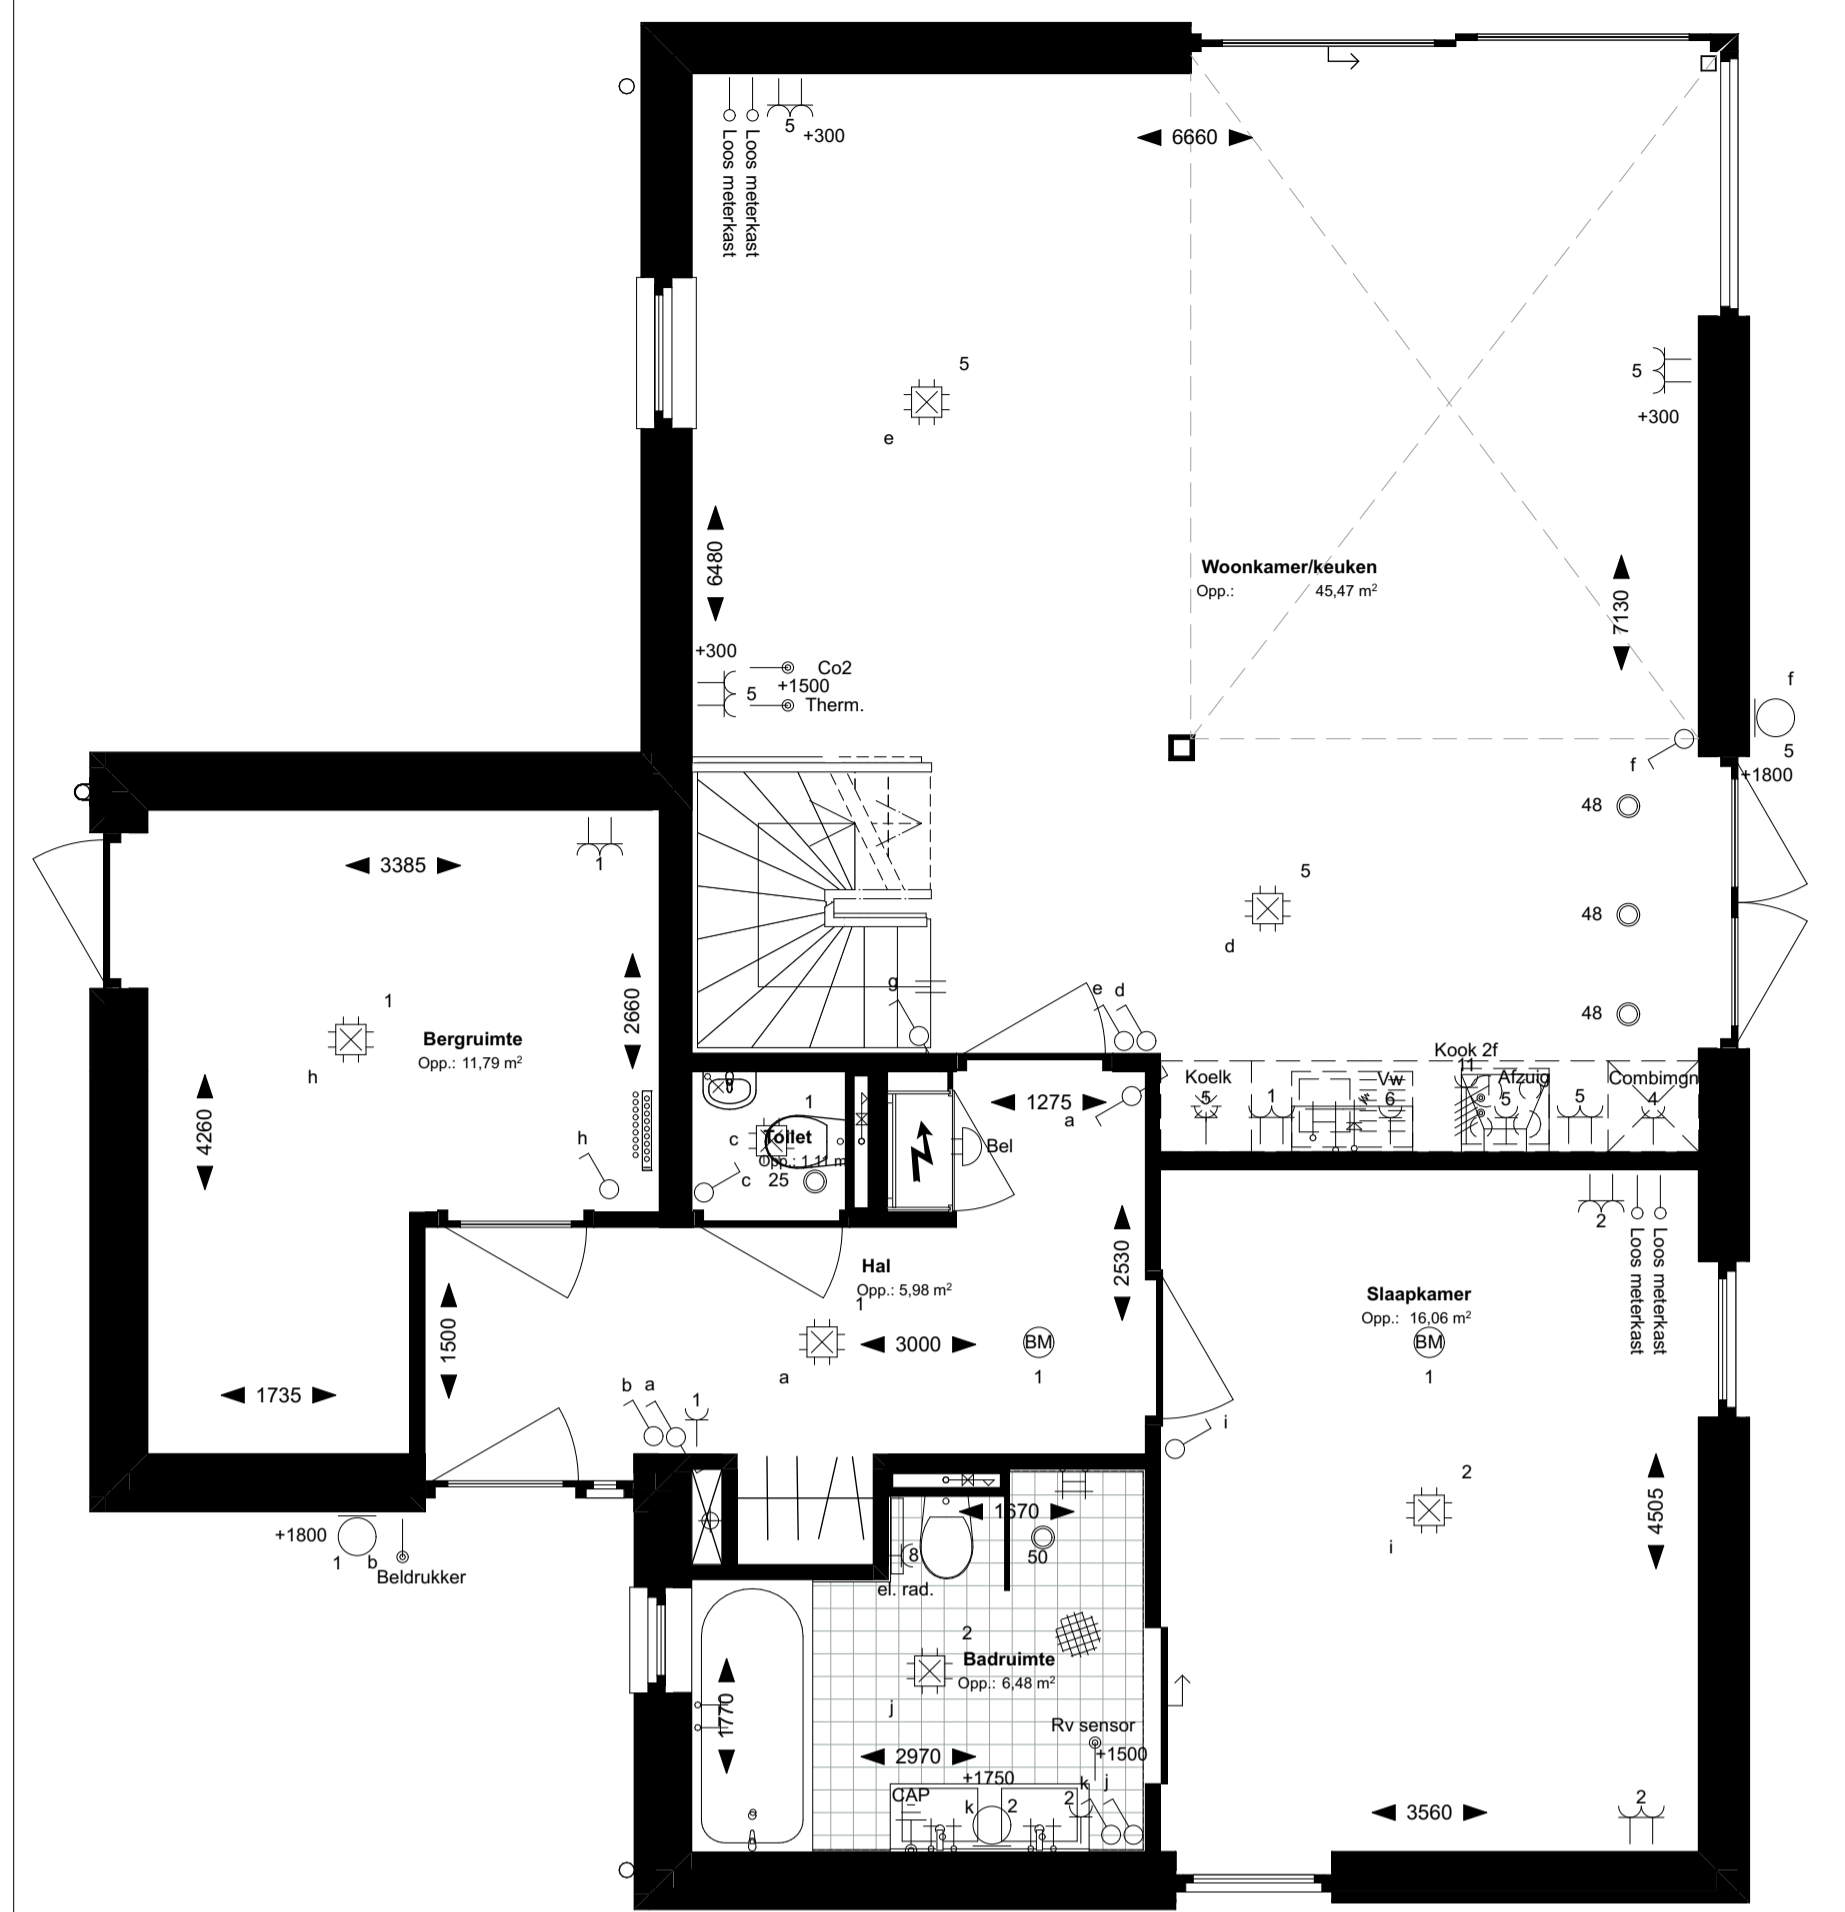 5
+300
Loos meterkast
Loos meterkast
6660
5
e
5
+300
6480
Woonkamer/keuken
Opp.: 45,47 m²
7130
+300
5
Co2
+1500
Therm.
f
5
+1800
f
48
48
48
5
d
g
e d
3385
1
2660
1
Bergruimte
Opp.: 11,79 m²
h
4260
h
1735
1
c
Toilet
Opp.: 1,11 m
c 25
Bel
1275
a
Koelk
5
1
Vw
6
Kook 2f
11
Afzuig
5
5
Combimgn
4
2
Loos meterkast
Loos meterkast
2530
Hal
Opp.: 5,98 m²
1
1500
3000
BM
1
a
b a
1
Slaapkamer
Opp.: 16,06 m²
BM
1
i
2
i
4505
+1800
1 b
Beldrukker
1670
50
8
el. rad.
2
Badruimte
Opp.: 6,48 m²
j
1770
Rv sensor
+1500
2970
+1750
CAP
k
2
2
k j
3560
2